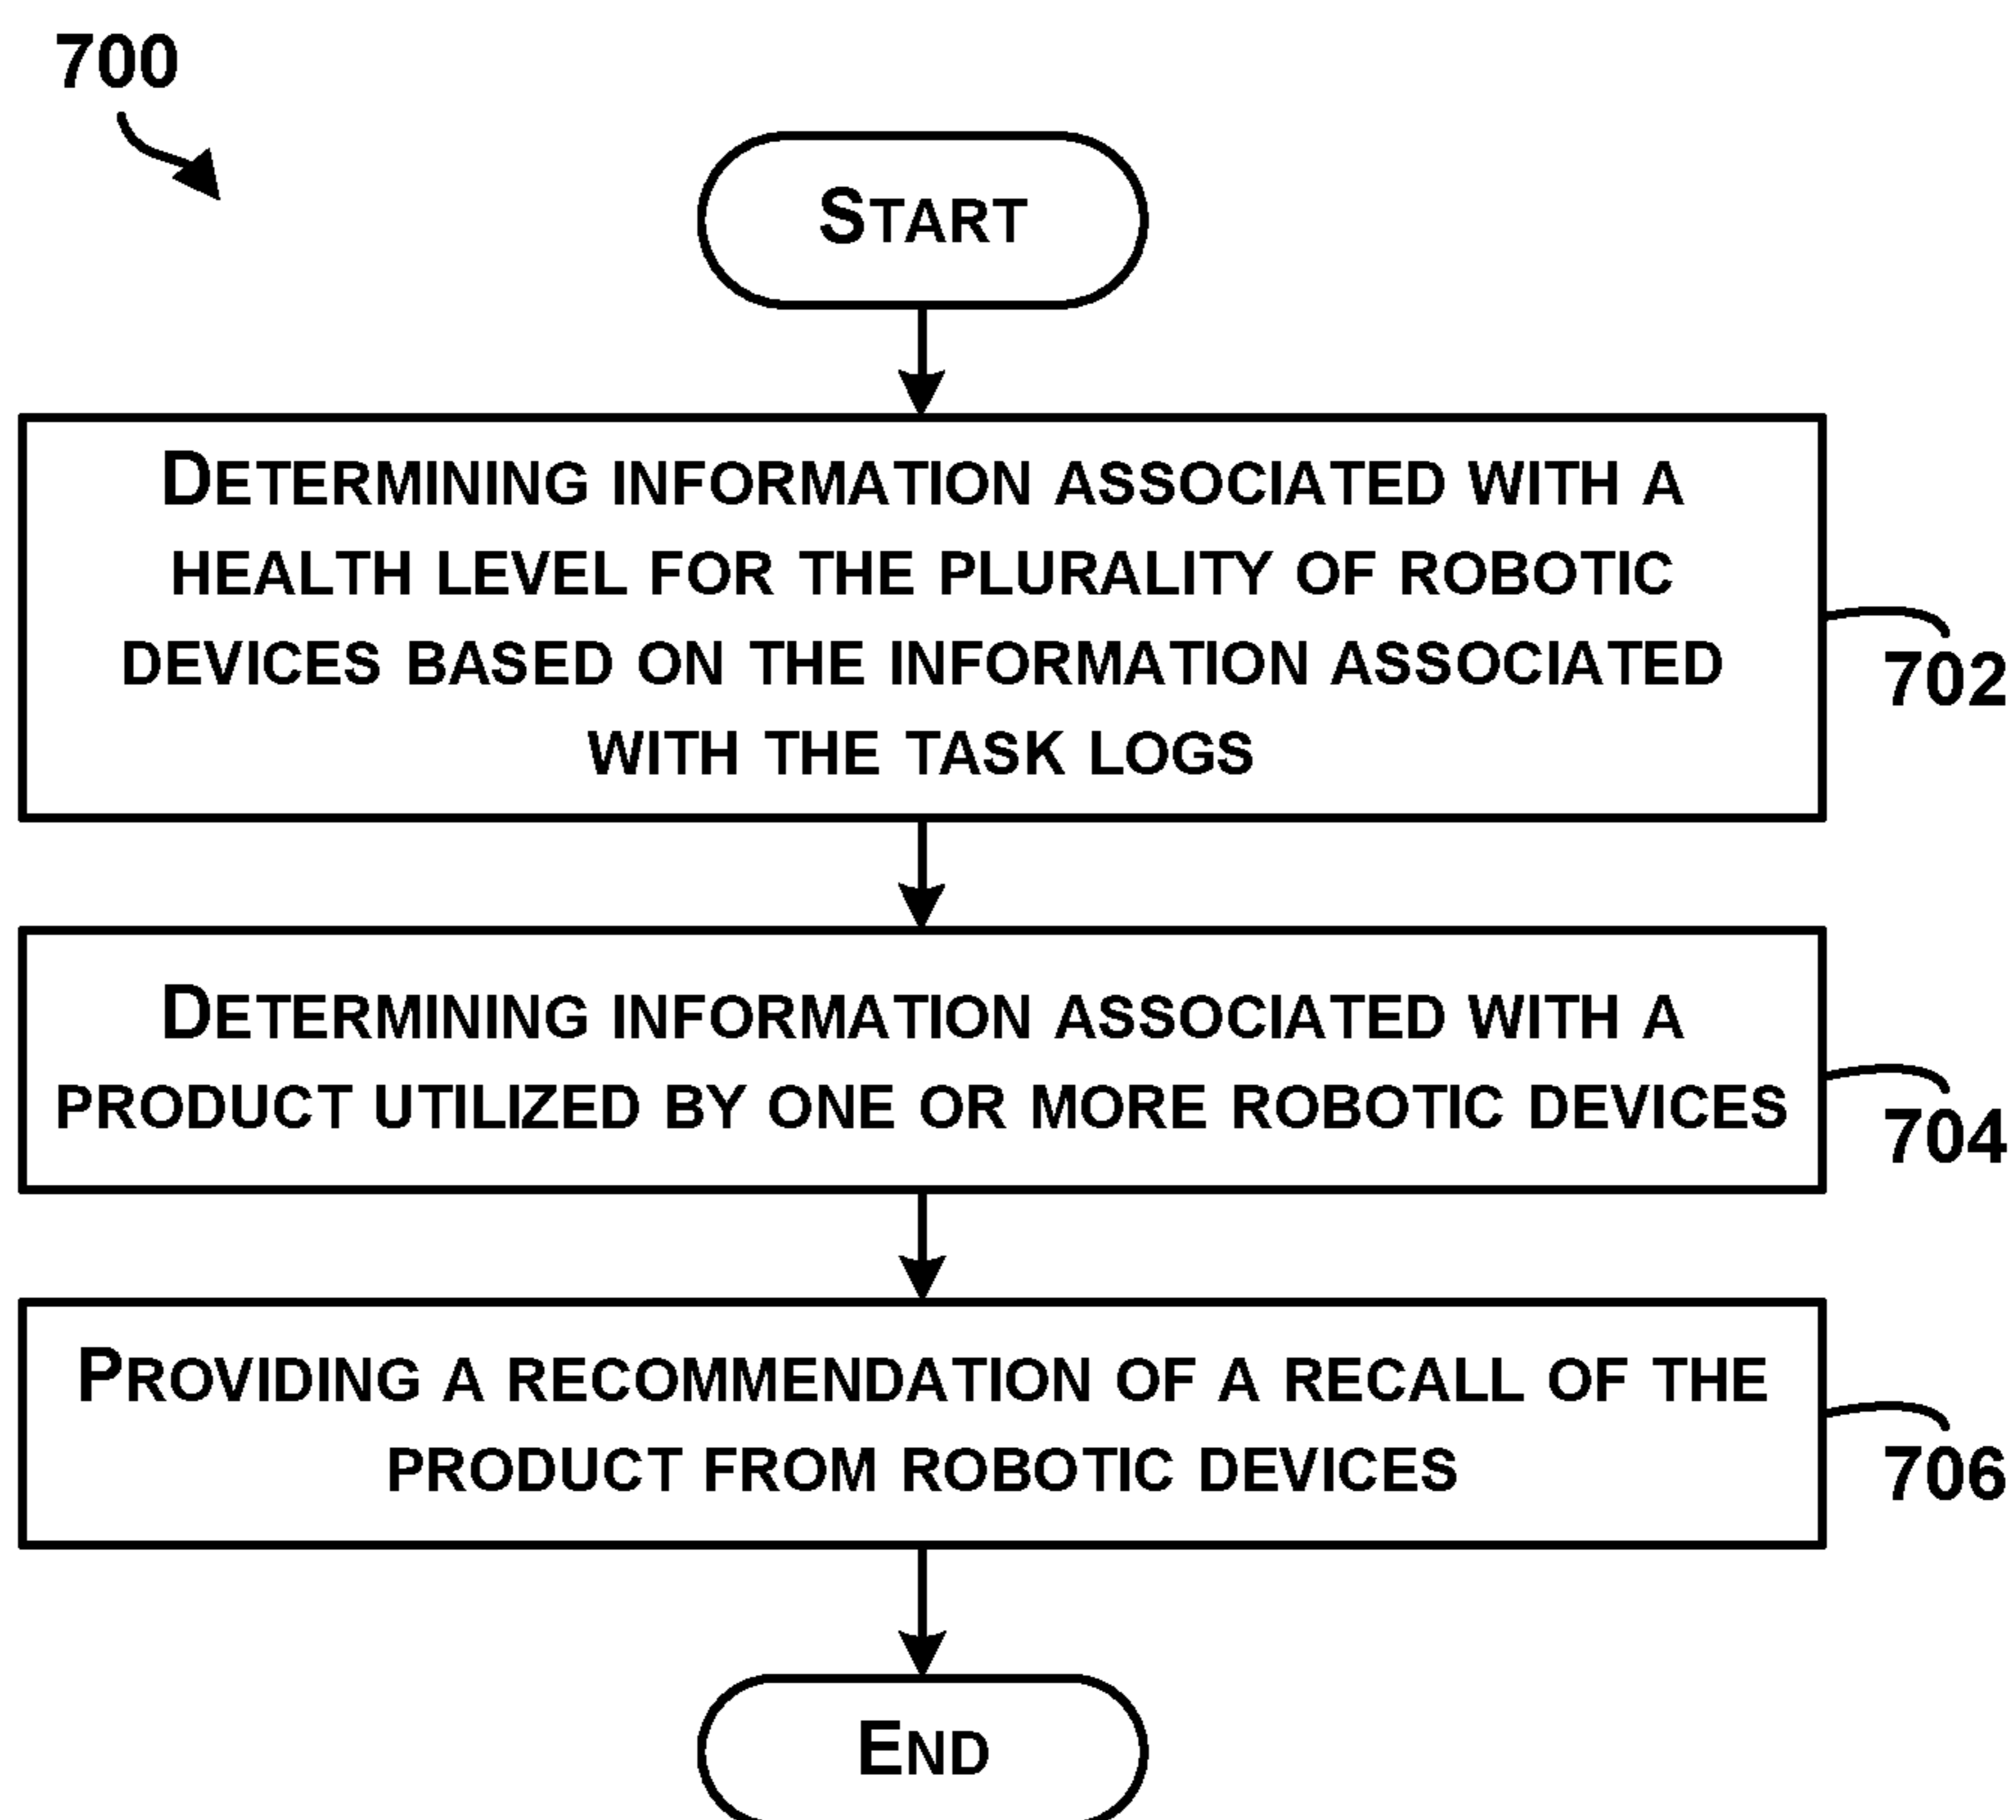 700
START
DETERMINING INFORMATION ASSOCIATED WITH A
HEALTH LEVEL FOR THE PLURALITY OF ROBOTIC
DEVICES BASED ON THE INFORMATION ASSOCIATED
WITH THE TASK LOGS
702
DETERMINING INFORMATION ASSOCIATED WITH A
PRODUCT UTILIZED BY ONE OR MORE ROBOTIC DEVICES
704
PROVIDING A RECOMMENDATION OF A RECALL OF THE
PRODUCT FROM ROBOTIC DEVICES
706
END